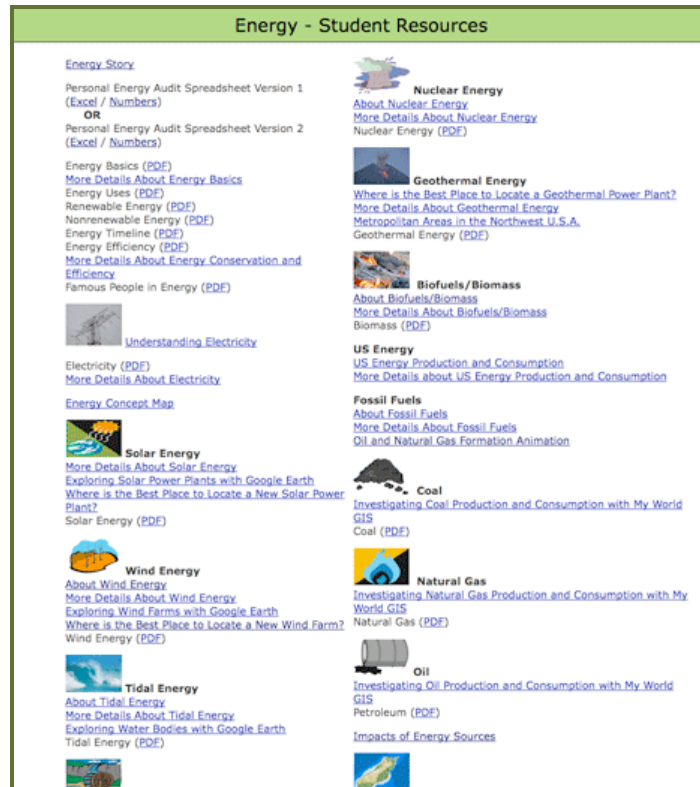 Energy - Student Resources
Energy Story
Personal Energy Audit Spreadsheet Version 1
(Excel / Numbers)
OR
Personal Energy Audit Spreadsheet Version 2
(Excel / Numbers)
Energy Basics (PDF)
More Details About Energy Basics
Energy Uses (PDF)
Renewable Energy (PDF)
Nonrenewable Energy (PDF)
Energy Timeline (PDF)
Energy Efficiency (PDF)
More Details About Energy Conservation and
Efficiency
Famous People in Energy (PDF)
Understanding Electricity
Electricity (PDF)
More Details About Electricity
Energy Concept Map
Solar Energy
More Details About Solar Energy
Exploring Solar Power Plants with Google Earth
Where is the Best Place to Locate a New Solar Power
Plant?
Solar Energy (PDF)
Wind Energy
About Wind Energy
More Details About Wind Energy
Exploring Wind Farms with Google Earth
Where is the Best Place to Locate a New Wind Farm?
Wind Energy (PDF)
Tidal Energy
About Tidal Energy
More Details About Tidal Energy
Exploring Water Bodies with Google Earth
Tidal Energy (PDF)
Nuclear Energy
About Nuclear Energy
More Details About Nuclear Energy
Nuclear Energy (PDF)
Geothermal Energy
Where is the Best Place to Locate a Geothermal Power Plant?
More Details About Geothermal Energy
Metropolitan Areas in the Northwest U.S.A.
Geothermal Energy (PDF)
Biofuels/Biomass
About Biofuels/Biomass
More Details About Biofuels/Biomass
Biomass (PDF)
US Energy
US Energy Production and Consumption
More Details about US Energy Production and Consumption
Fossil Fuels
About Fossil Fuels
More Details About Fossil Fuels
Oil and Natural Gas Formation Animation
Coal
Investigating Coal Production and Consumption with My World
GIS
Coal (PDF)
Natural Gas
Investigating Natural Gas Production and Consumption with My
World GIS
Natural Gas (PDF)
Oil
Investigating Oil Production and Consumption with My World
GIS
Petroleum (PDF)
Impacts of Energy Sources